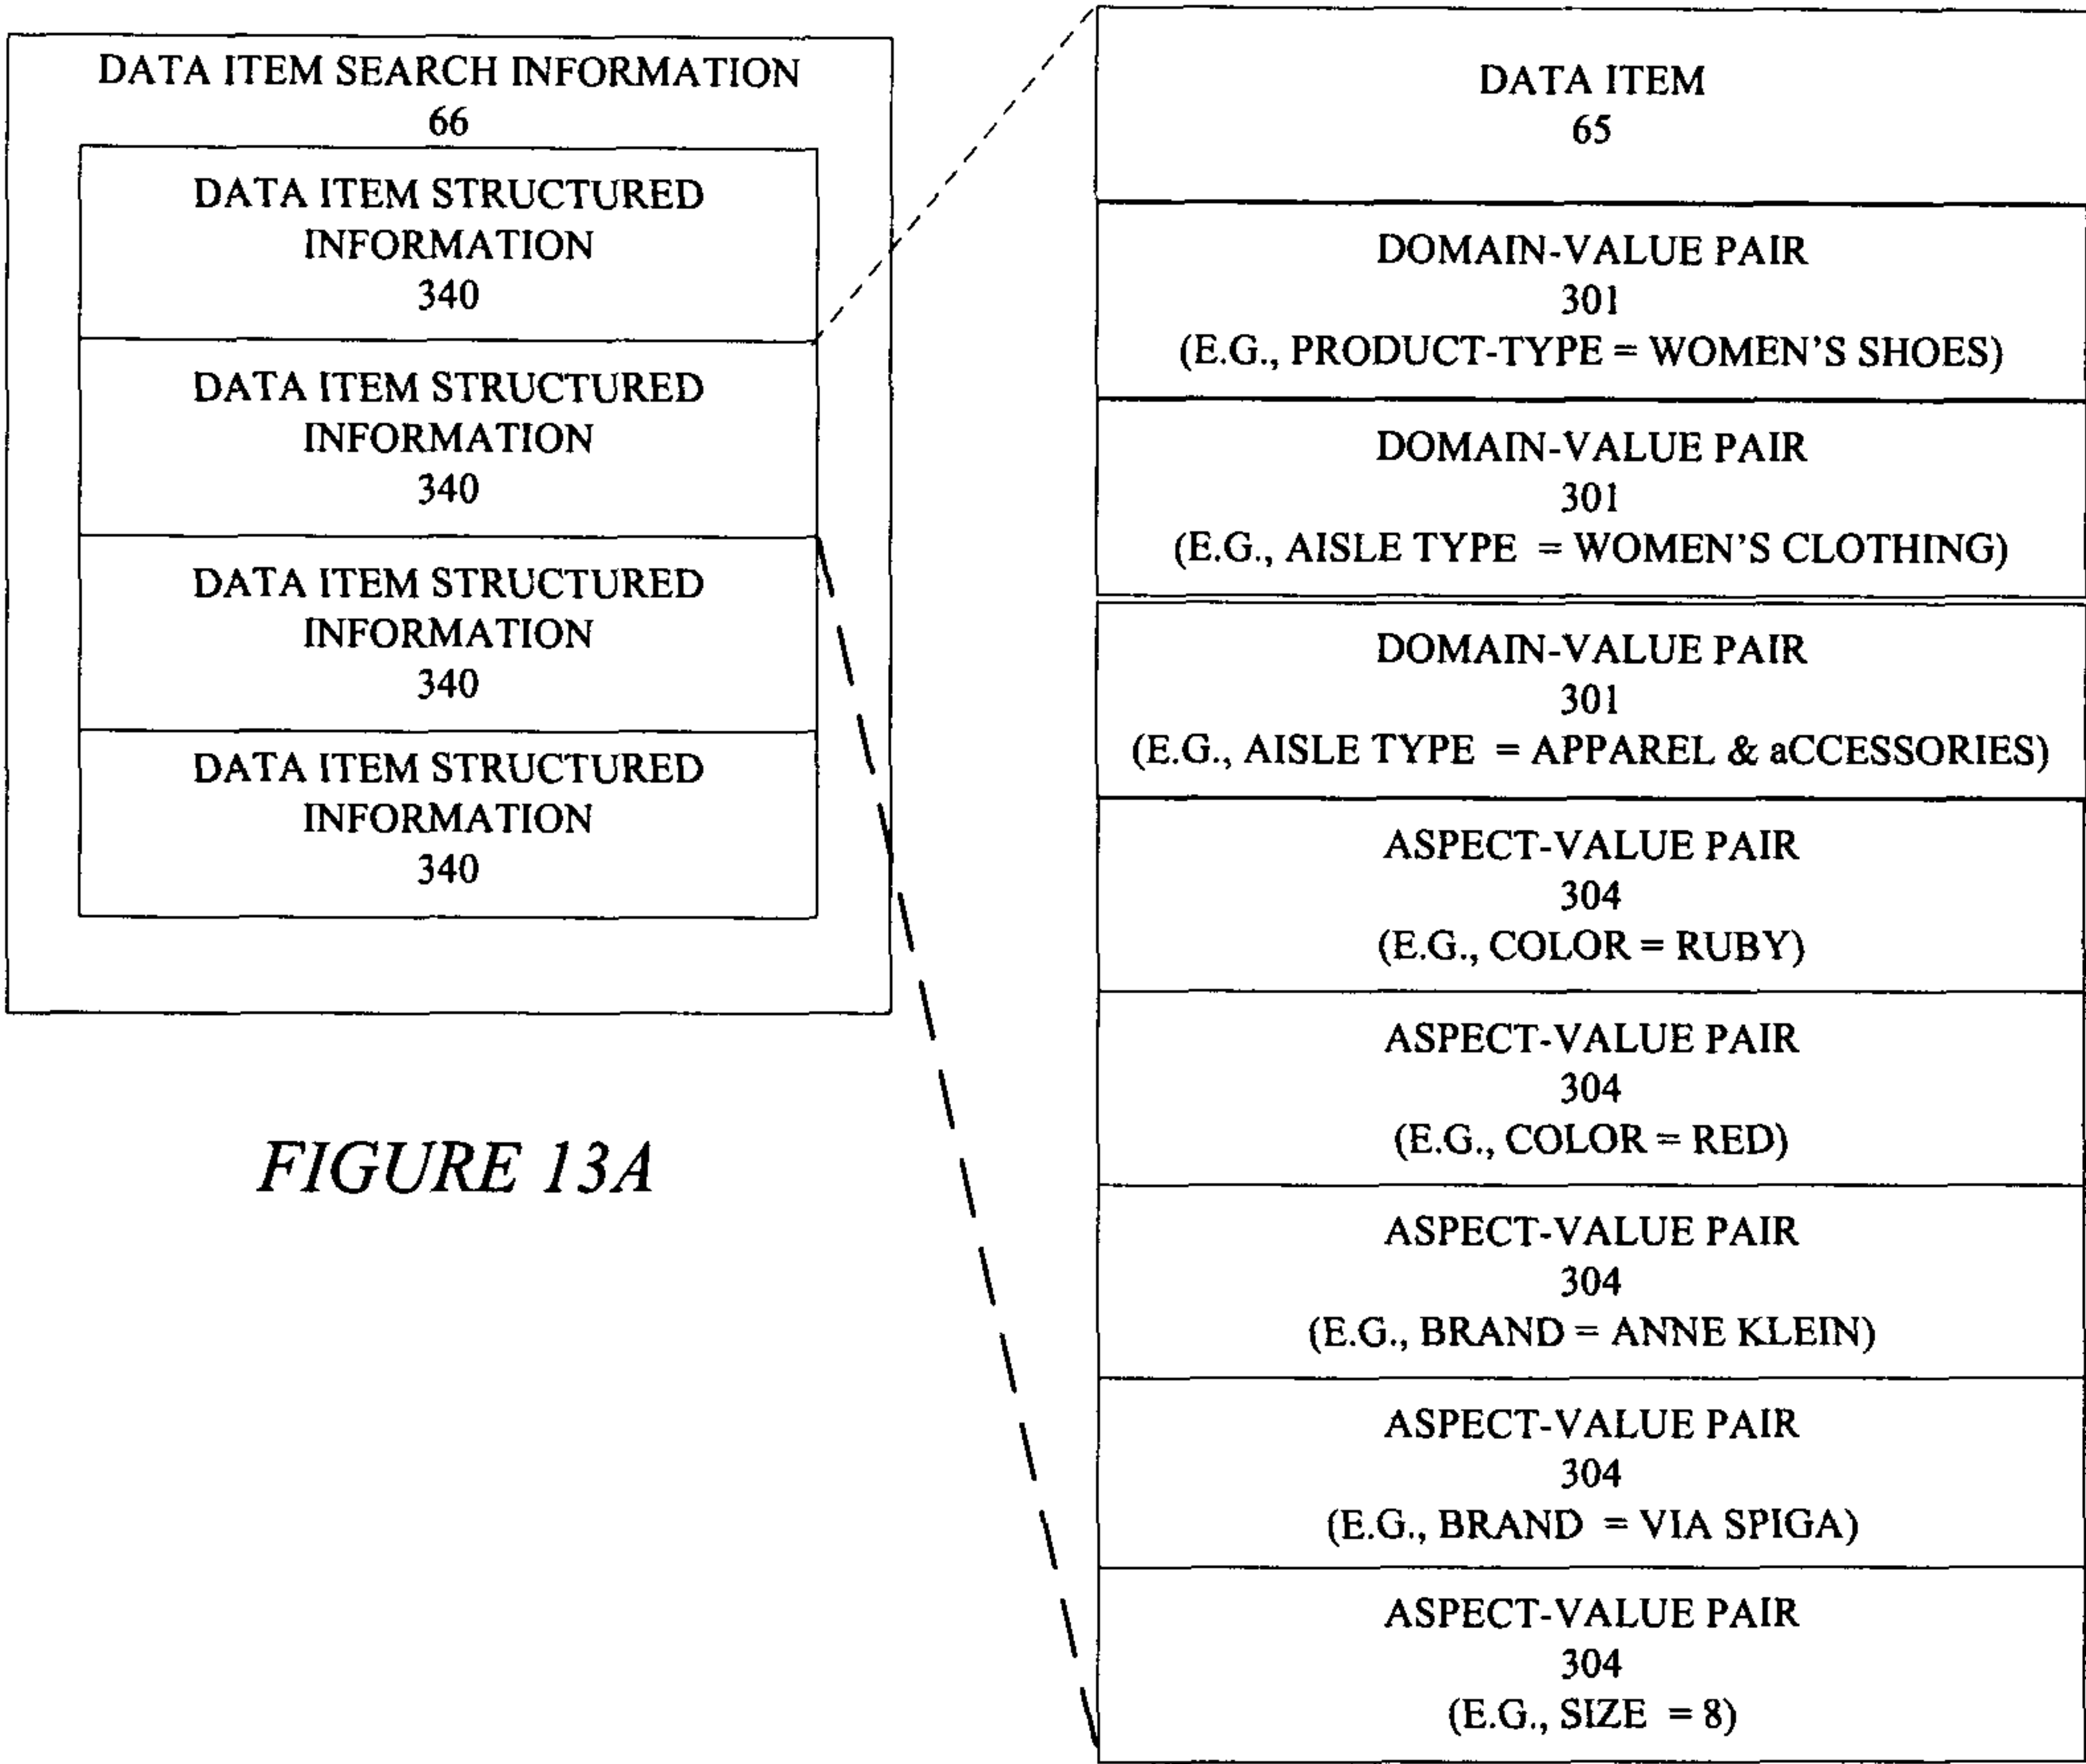 DATA ITEM SEARCH INFORMATION
66
DATA ITEM STRUCTURED
INFORMATION
340
DATA ITEM STRUCTURED
INFORMATION
340
DATA ITEM STRUCTURED
INFORMATION
340
DATA ITEM STRUCTURED
INFORMATION
340
FIGURE 13A
DATA ITEM
65
DOMAIN-VALUE PAIR
301
(E.G., PRODUCT-TYPE = WOMEN'S SHOES)
DOMAIN-VALUE PAIR
301
(E.G., AISLE TYPE = WOMEN'S CLOTHING)
DOMAIN-VALUE PAIR
301
(E.G., AISLE TYPE = APPAREL & aCCESSORIES)
ASPECT-VALUE PAIR
304
(E.G., COLOR = RUBY)
ASPECT-VALUE PAIR
304
(E.G., COLOR = RED)
ASPECT-VALUE PAIR
304
(E.G., BRAND = ANNE KLEIN)
ASPECT-VALUE PAIR
304
(E.G., BRAND = VIA SPIGA)
ASPECT-VALUE PAIR
304
(E.G., SIZE = 8)